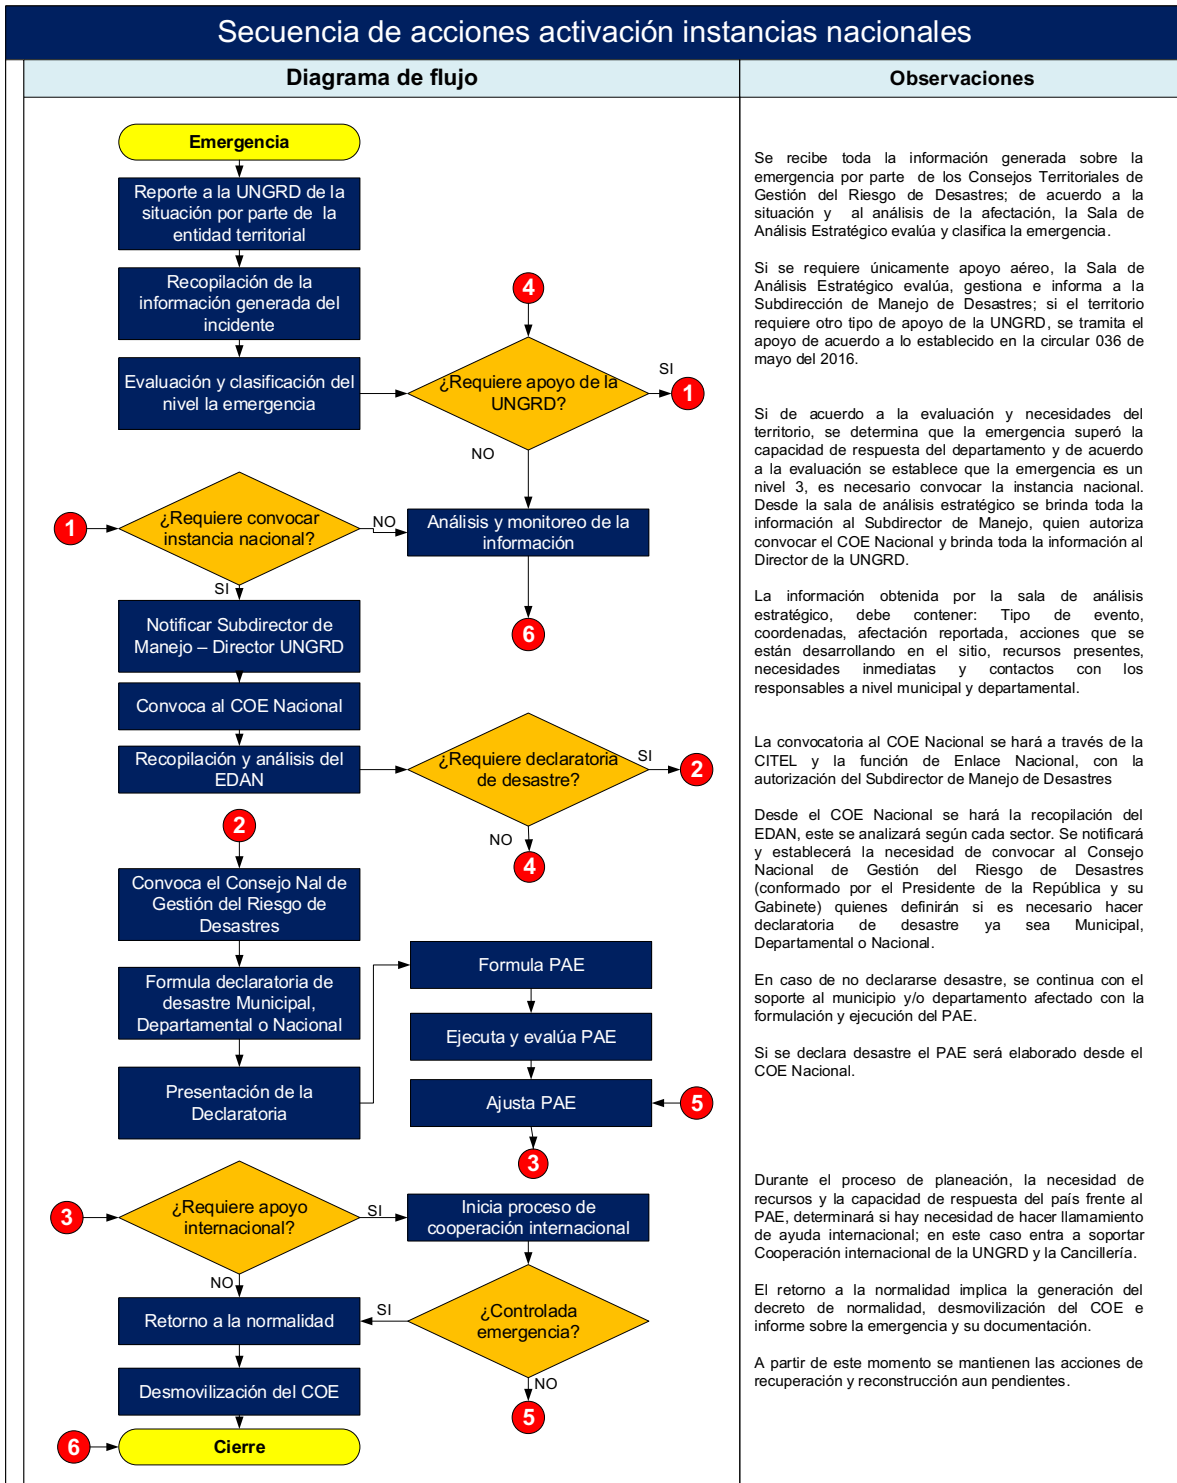 Secuencia de acciones activación instancias nacionales
Diagrama de flujo
Observaciones
Emergencia
Reporte a la UNGRD de la
situación por parte de la
entidad territorial
Recopilación de la
información generada del
incidente
4
Evaluación y clasificación del
nivel la emergencia
¿Requiere apoyo de la
UNGRD?
SI
1
NO
1
¿Requiere convocar
instancia nacional?
NO
Análisis y monitoreo de la
información
SI
6
Notificar Subdirector de
Manejo – Director UNGRD
Convoca al COE Nacional
Recopilación y análisis del
EDAN
¿Requiere declaratoria
de desastre?
SI
2
NO
4
2
Convoca el Consejo Nal de
Gestión del Riesgo de
Desastres
Formula declaratoria de
desastre Municipal,
Departamental o Nacional
Presentación de la
Declaratoria
Formula PAE
Ejecuta y evalúa PAE
Ajusta PAE
5
3
3
¿Requiere apoyo
internacional?
SI
Inicia proceso de
cooperación internacional
NO
Retorno a la normalidad
SI
¿Controlada
emergencia?
NO
5
Desmovilización del COE
6
Cierre
Se recibe toda la información generada sobre la
emergencia por parte de los Consejos Territoriales de
Gestión del Riesgo de Desastres; de acuerdo a la
situación y al análisis de la afectación, la Sala de
Análisis Estratégico evalúa y clasifica la emergencia.
Si se requiere únicamente apoyo aéreo, la Sala de
Análisis Estratégico evalúa, gestiona e informa a la
Subdirección de Manejo de Desastres; si el territorio
requiere otro tipo de apoyo de la UNGRD, se tramita el
apoyo de acuerdo a lo establecido en la circular 036 de
mayo del 2016.
Si de acuerdo a la evaluación y necesidades del
territorio, se determina que la emergencia superó la
capacidad de respuesta del departamento y de acuerdo
a la evaluación se establece que la emergencia es un
nivel 3, es necesario convocar la instancia nacional.
Desde la sala de análisis estratégico se brinda toda la
información al Subdirector de Manejo, quien autoriza
convocar el COE Nacional y brinda toda la información al
Director de la UNGRD.
La información obtenida por la sala de análisis
estratégico, debe contener: Tipo de evento,
coordenadas, afectación reportada, acciones que se
están desarrollando en el sitio, recursos presentes,
necesidades inmediatas y contactos con los
responsables a nivel municipal y departamental.
La convocatoria al COE Nacional se hará a través de la
CITEL y la función de Enlace Nacional, con la
autorización del Subdirector de Manejo de Desastres
Desde el COE Nacional se hará la recopilación del
EDAN, este se analizará según cada sector. Se notificará
y establecerá la necesidad de convocar al Consejo
Nacional de Gestión del Riesgo de Desastres
(conformado por el Presidente de la República y su
Gabinete) quienes definirán si es necesario hacer
declaratoria de desastre ya sea Municipal,
Departamental o Nacional.
En caso de no declararse desastre, se continua con el
soporte al municipio y/o departamento afectado con la
formulación y ejecución del PAE.
Si se declara desastre el PAE será elaborado desde el
COE Nacional.
Durante el proceso de planeación, la necesidad de
recursos y la capacidad de respuesta del país frente al
PAE, determinará si hay necesidad de hacer llamamiento
de ayuda internacional; en este caso entra a soportar
Cooperación internacional de la UNGRD y la Cancillería.
El retorno a la normalidad implica la generación del
decreto de normalidad, desmovilización del COE e
informe sobre la emergencia y su documentación.
A partir de este momento se mantienen las acciones de
recuperación y reconstrucción aun pendientes.